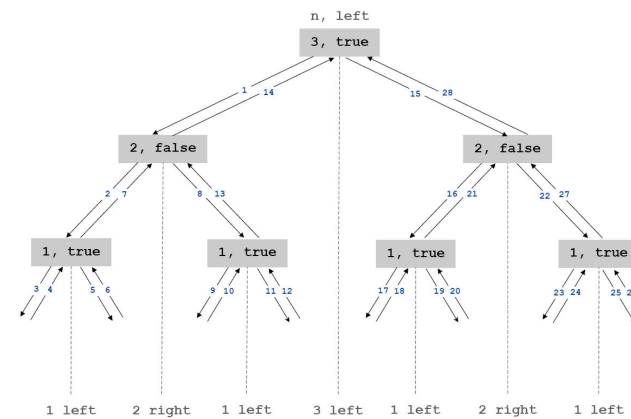 n, left
3, true
1 14 15 28
2, false 2, false
2 7 8 13 16 21 22 27
1, true 1, true 1, true 1, true
3 4 5 6 9 10 11 12 17 18 19 20 23 24 25
1 left 2 right 1 left 3 left 1 left 2 right 1 left